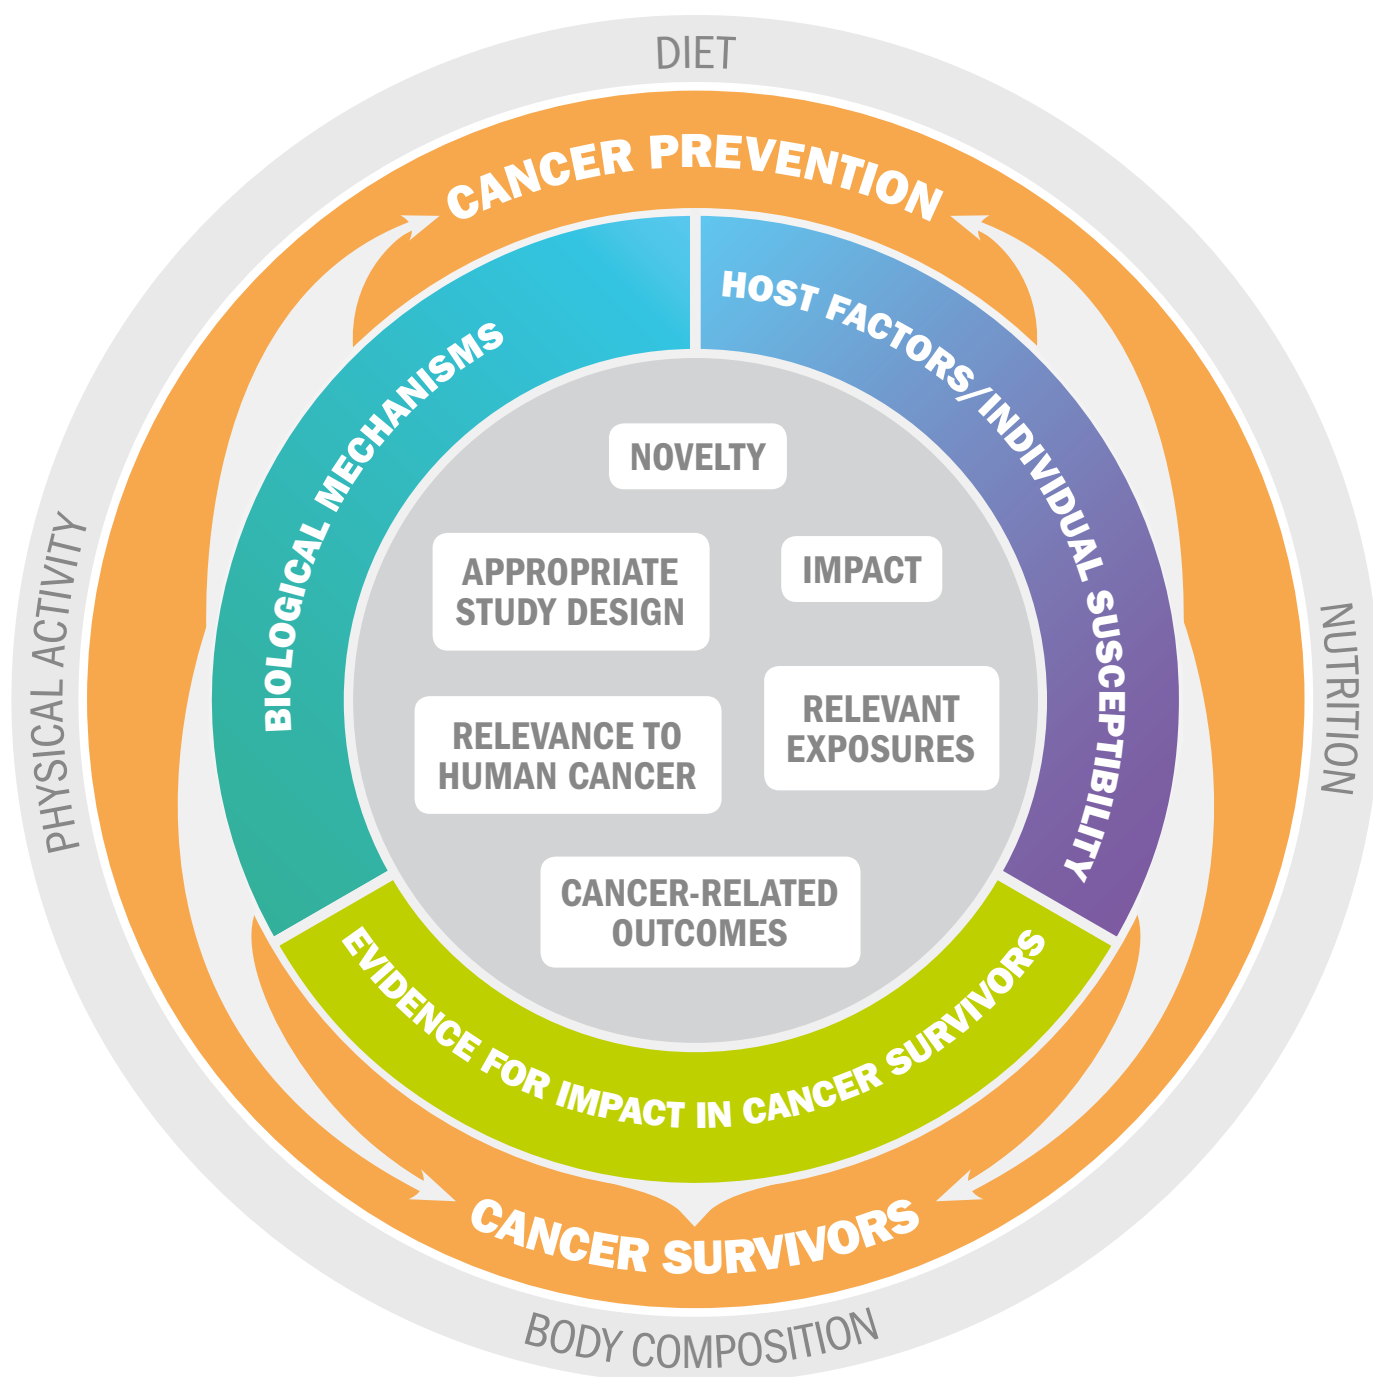 DIET
CANCER PREVENTION
HOST FACTORS/INDIVIDUAL SUSCEPTIBILITY
BIOLOGICAL MECHANISMS
NOVELTY
APPROPRIATE
STUDY DESIGN
IMPACT
RELEVANCE TO
HUMAN CANCER
RELEVANT
EXPOSURES
CANCER-RELATED
OUTCOMES
PHYSICAL ACTIVITY
NUTRITION
EVIDENCE FOR IMPACT IN CANCER SURVIVORS
CANCER SURVIVORS
BODY COMPOSITION